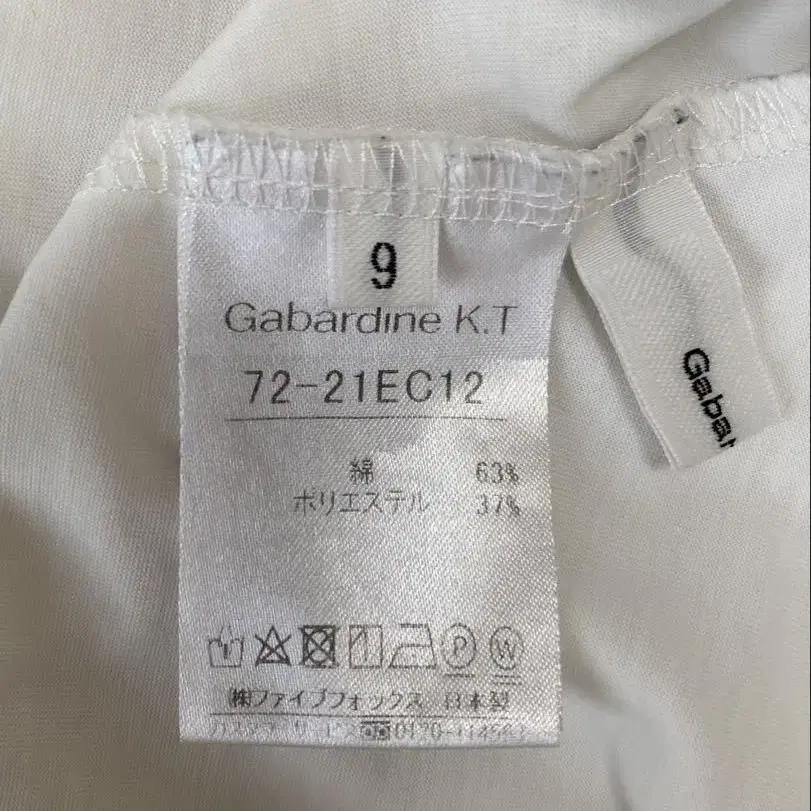 9
Gabardine K.T
72-21EC12
綿 63%
ポリエステル 37%
P W
㈱ファイブフォックス 日本製
Gabar